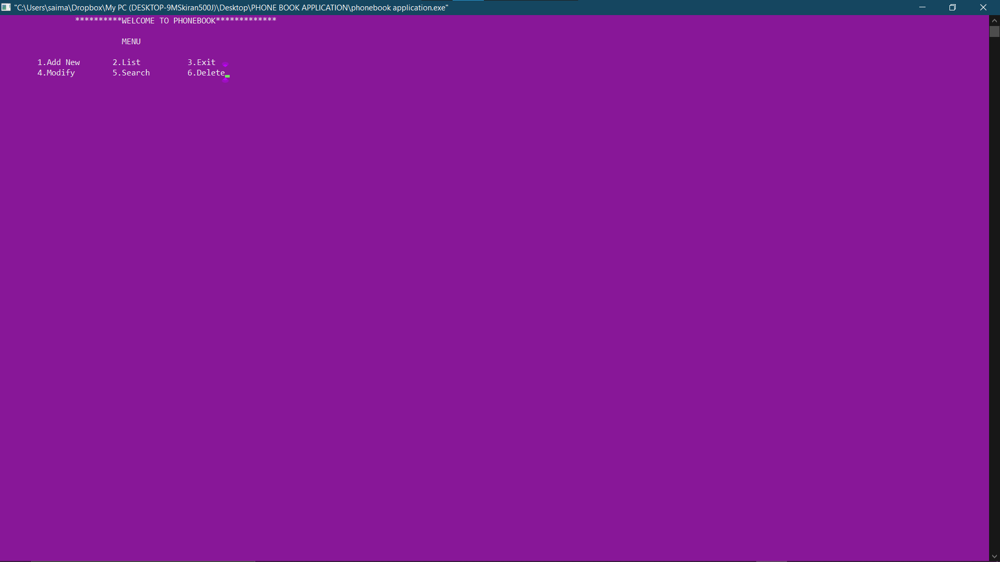 "C:\Users\saima\Dropbox\My PC (DESKTOP-9MSkiran500J)\Desktop\PHONE BOOK APPLICATION\phonebook application.exe"
**********WELCOME TO PHONEBOOK*************
MENU
1.Add New 2.List 3.Exit
4.Modify 5.Search 6.Delete